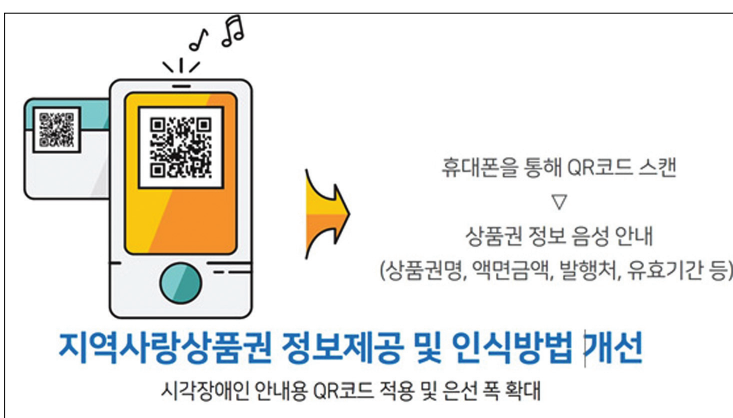 휴대폰을 통해 QR코드 스캔
▽
상품권 정보 음성 안내
(상품권명, 액면금액, 발행처, 유효기간 등)
지역사랑상품권 정보제공 및 인식방법 개선
시각장애인 안내용 QR코드 적용 및 은선 폭 확대